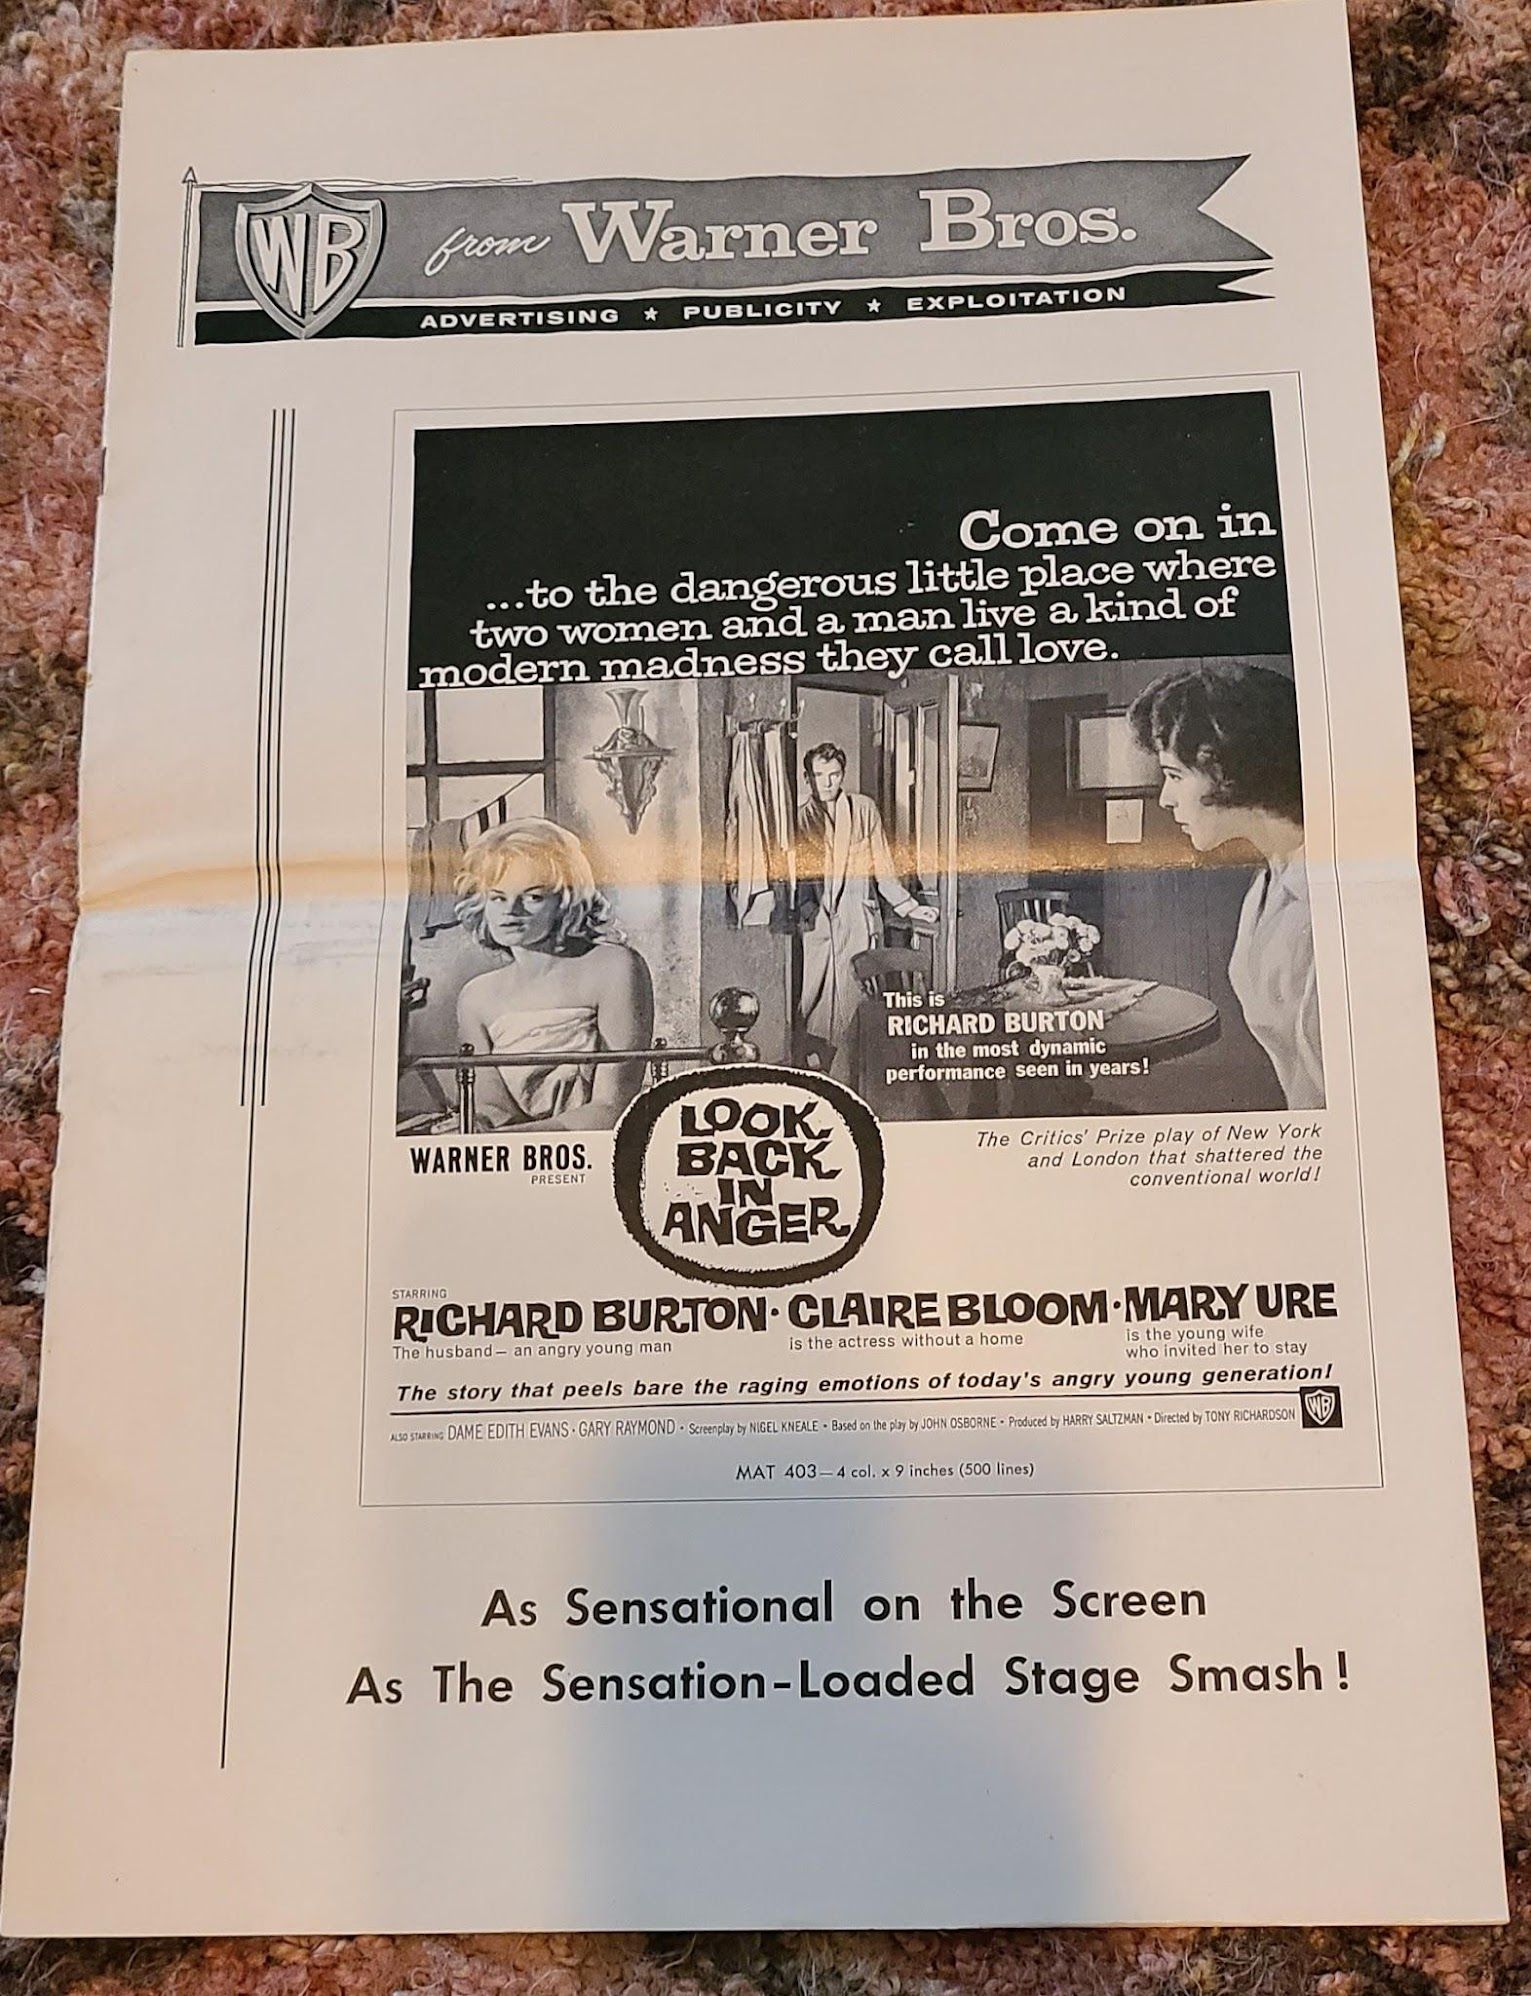 WB
from Warner Bros.
ADVERTISING ★ PUBLICITY ★ EXPLOITATION
Come on in
...to the dangerous little place where
two women and a man live a kind of
modern madness they call love.
This is
RICHARD BURTON
in the most dynamic
performance seen in years!
WARNER BROS.
PRESENT
LOOK
BACK
IN
ANGER
The Critics' Prize play of New York
and London that shattered the
conventional world!
STARRING
RICHARD BURTON · CLAIRE BLOOM · MARY URE
The husband — an angry young man
is the actress without a home
is the young wife
who invited her to stay
The story that peels bare the raging emotions of today's angry young generation!
ALSO STARRING DAME EDITH EVANS · GARY RAYMOND · Screenplay by NIGEL KNEALE · Based on the play by JOHN OSBORNE · Produced by HARRY SALTZMAN · Directed by TONY RICHARDSON
WB
MAT 403 — 4 col. x 9 inches (500 lines)
As Sensational on the Screen
As The Sensation-Loaded Stage Smash!